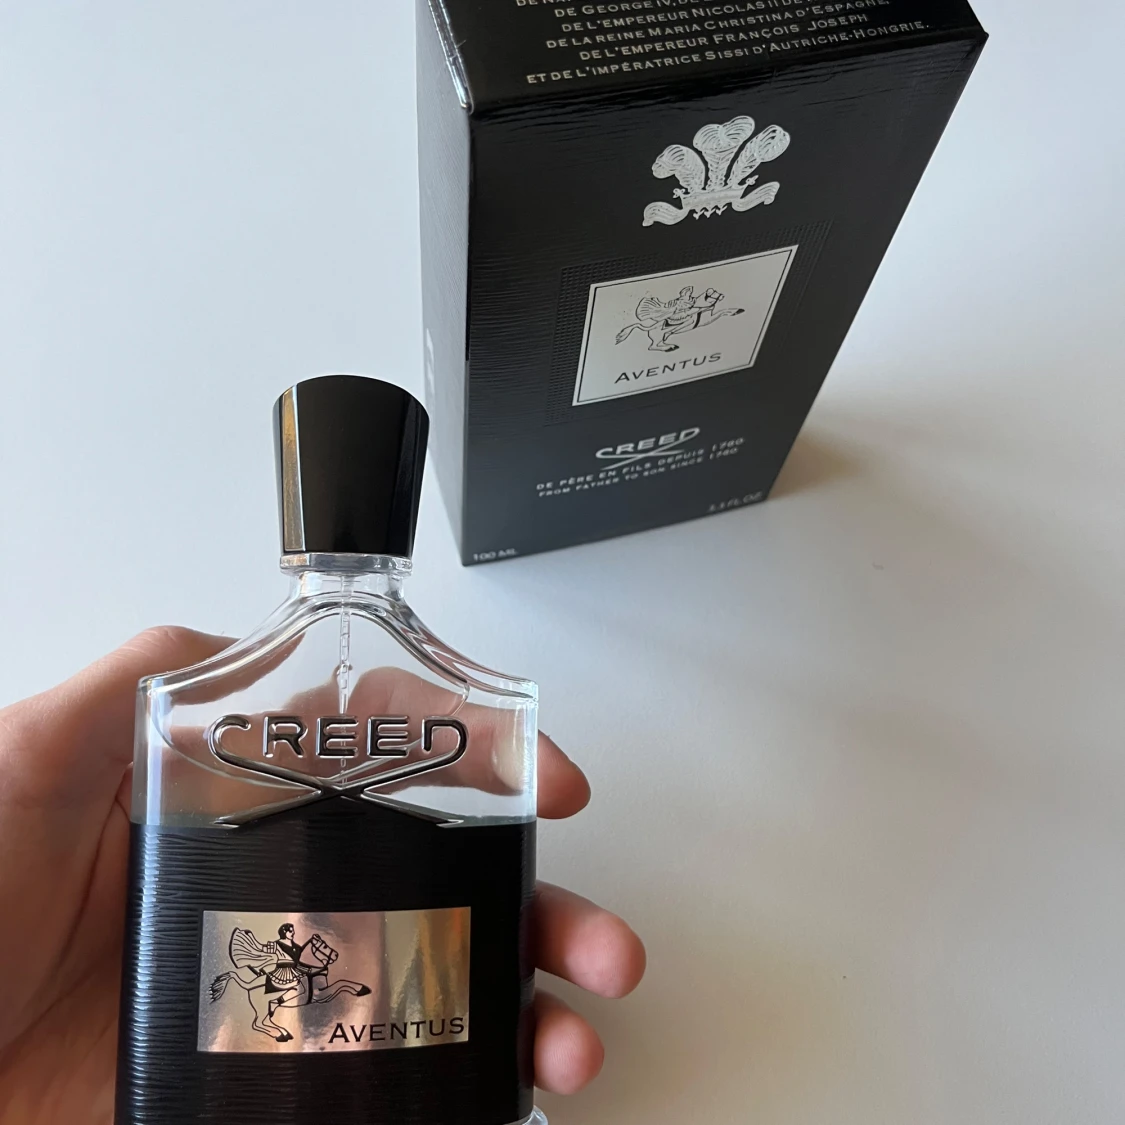 DE GEORGE IV, DE
DE L'EMPEREUR NICOLAS II DE
DE LA REINE MARIA CHRISTINA D'ESPAGNE,
DE L'EMPEREUR FRANÇOIS JOSEPH
ET DE L'IMPÉRATRICE SISSI D'AUTRICHE-HONGRIE.
AVENTUS
CREED
DE PÈRE EN FILS DEPUIS 1760
FROM FATHER TO SON SINCE 1760
3.3 FL.OZ
100 ML
CREED
AVENTUS